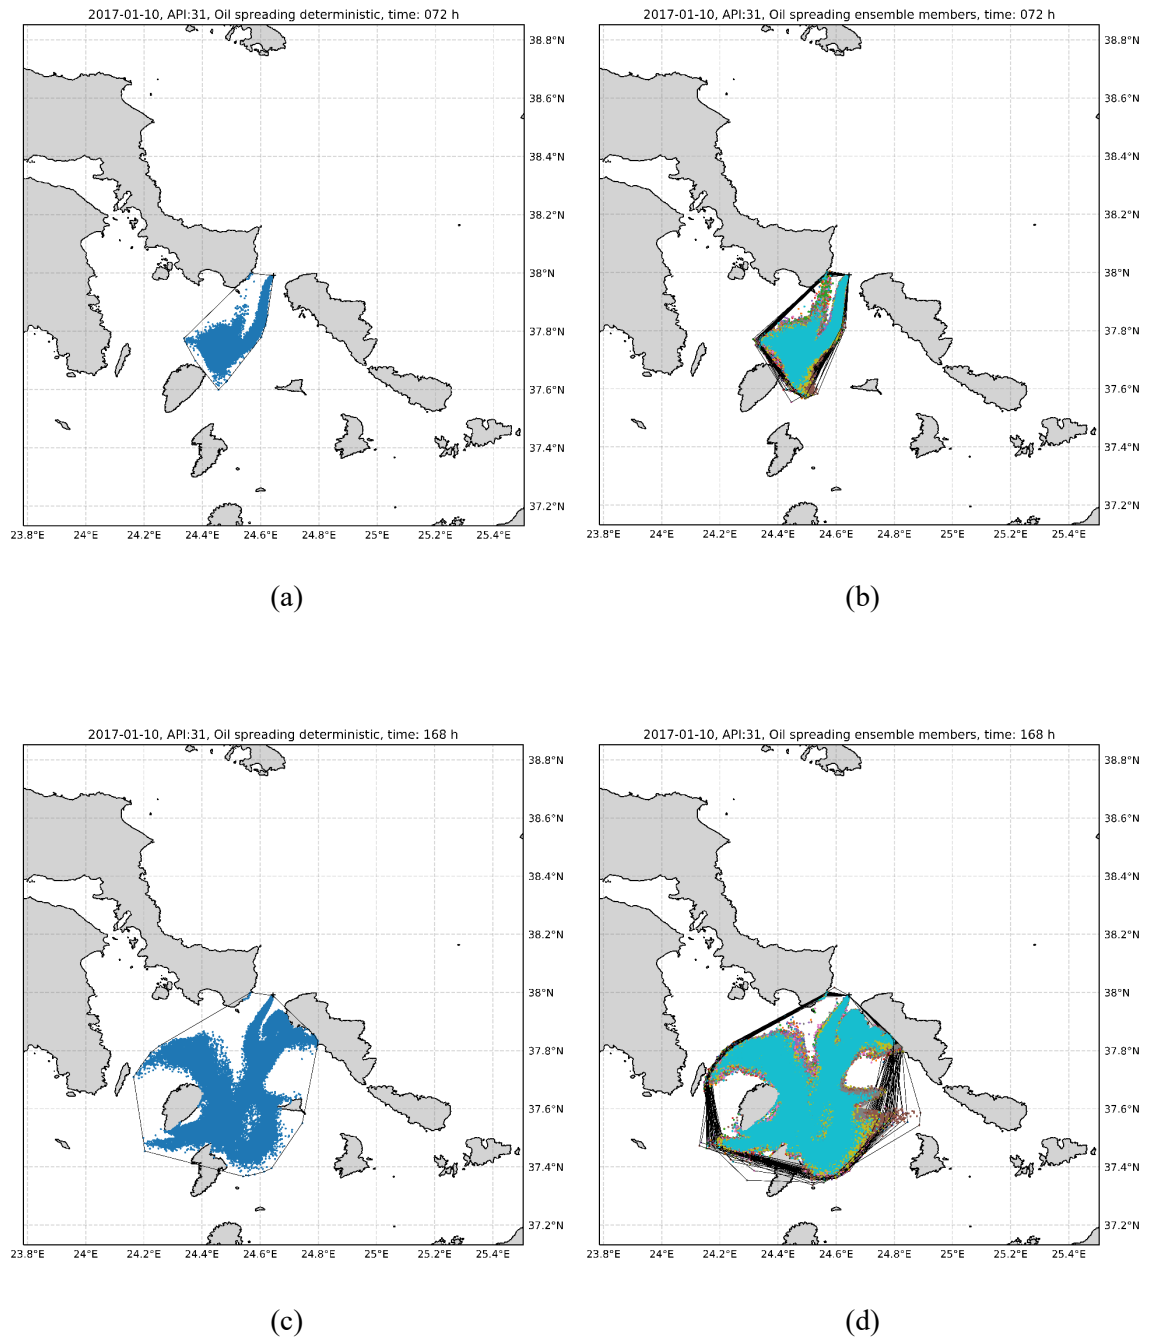 2017-01-10, API:31, Oil spreading deterministic, time: 072 h
38.8°N
38.6°N
38.4°N
38.2°N
38°N
37.8°N
37.6°N
37.4°N
37.2°N
23.8°E 24°E 24.2°E 24.4°E 24.6°E 24.8°E 25°E 25.2°E 25.4°E
(a)
2017-01-10, API:31, Oil spreading ensemble members, time: 072 h
38.8°N
38.6°N
38.4°N
38.2°N
38°N
37.8°N
37.6°N
37.4°N
37.2°N
23.8°E 24°E 24.2°E 24.4°E 24.6°E 24.8°E 25°E 25.2°E 25.4°E
(b)
2017-01-10, API:31, Oil spreading deterministic, time: 168 h
38.8°N
38.6°N
38.4°N
38.2°N
38°N
37.8°N
37.6°N
37.4°N
37.2°N
23.8°E 24°E 24.2°E 24.4°E 24.6°E 24.8°E 25°E 25.2°E 25.4°E
(c)
2017-01-10, API:31, Oil spreading ensemble members, time: 168 h
38.8°N
38.6°N
38.4°N
38.2°N
38°N
37.8°N
37.6°N
37.4°N
37.2°N
23.8°E 24°E 24.2°E 24.4°E 24.6°E 24.8°E 25°E 25.2°E 25.4°E
(d)